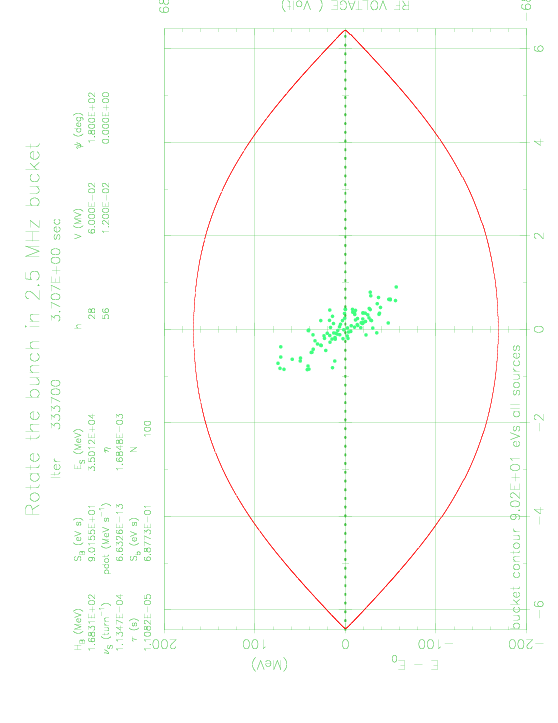 Rotate the bunch in 2.5 MHz bucket
Iter 333700 3.707E+00 sec
H_B (MeV) S_B (eV s) E_S (MeV) h V (MV) ψ (deg)
1.6831E+02 9.0155E+01 3.5012E+04 28 6.000E-02 1.800E+02
ν_S (turn⁻¹) pdot (MeV s⁻¹) η 56 1.200E-02 0.000E+00
1.1347E-04 6.6326E-13 1.6848E-03
τ (s) S_b (eV s) N
1.1082E-05 6.8773E-01 100
200
100
0
-100
-200
E - E₀ (MeV)
RF VOLTAGE ( Volt)
-6
-4
-2
0
2
4
6
bucket contour 9.02E+01 eVs all sources